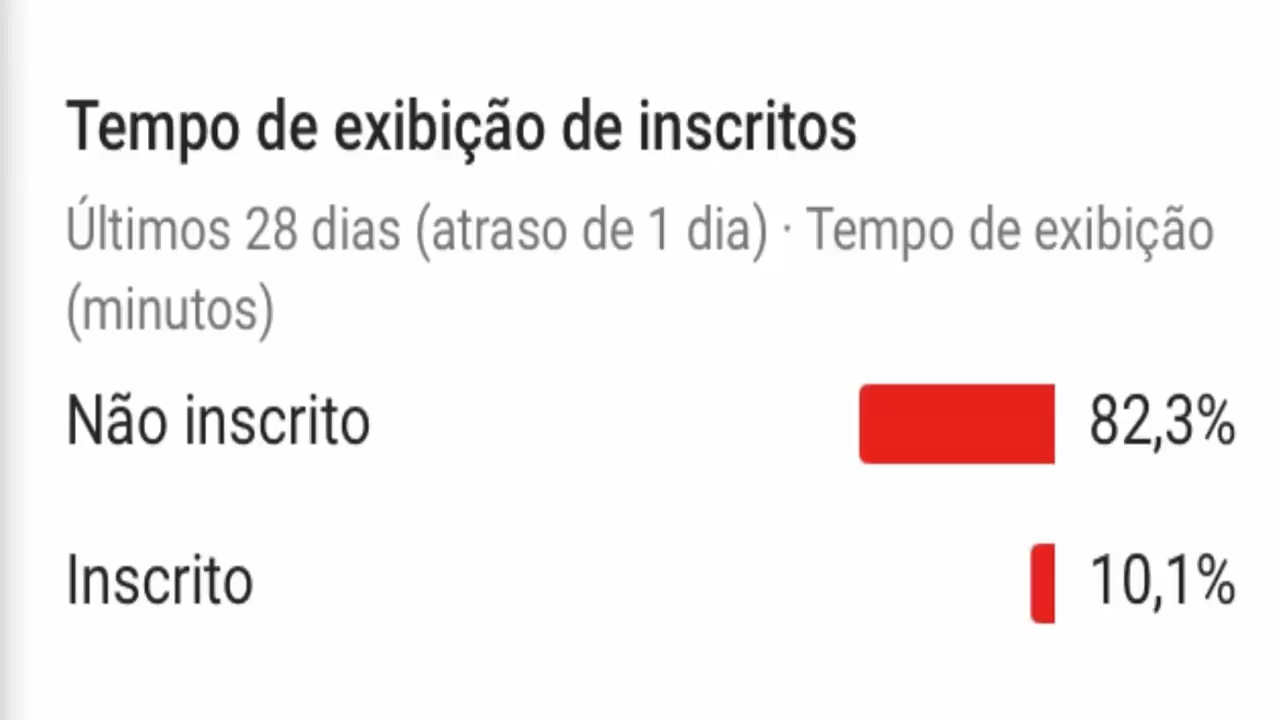 Tempo de exibição de inscritos
Últimos 28 dias (atraso de 1 dia) · Tempo de exibição
(minutos)
Não inscrito 82,3%
Inscrito 10,1%